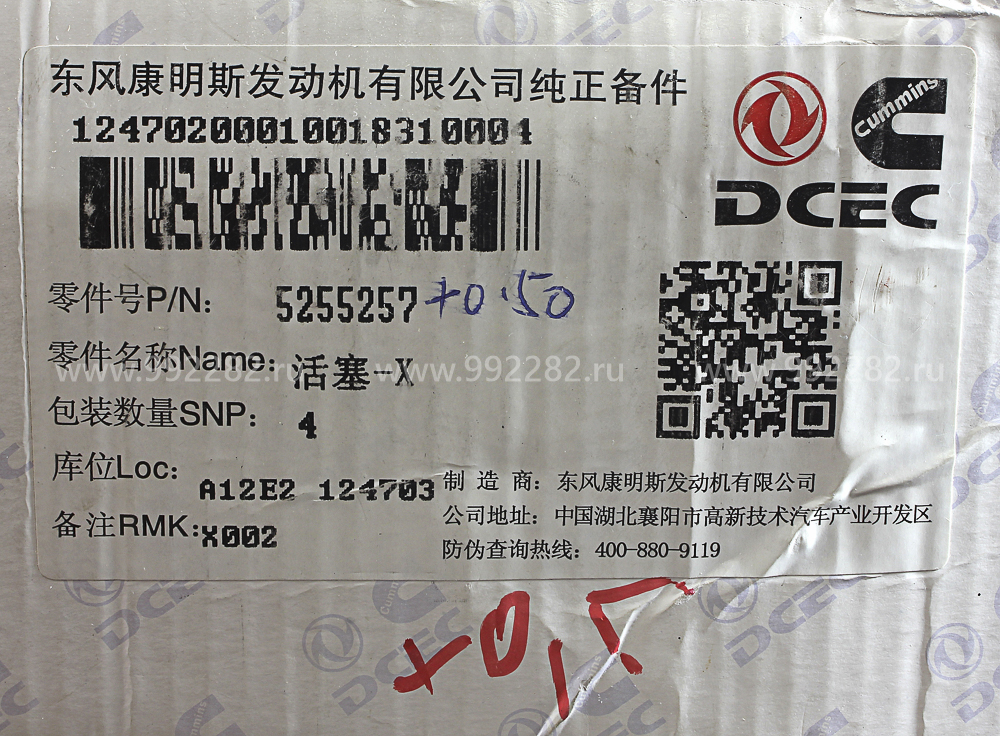 东风康明斯发动机有限公司纯正备件
12470200010018310004
Cummins
DCEC
零件号P/N: 5255257 +0.50
零件名称Name: 活塞-X
www.992282.ru www.992282.ru www.992282.ru
包装数量SNP: 4
库位Loc: A12E2 124703
备注RMK: X002
制 造 商: 东风康明斯发动机有限公司
公司地址: 中国湖北襄阳市高新技术汽车产业开发区
防伪查询热线: 400-880-9119
+0.5